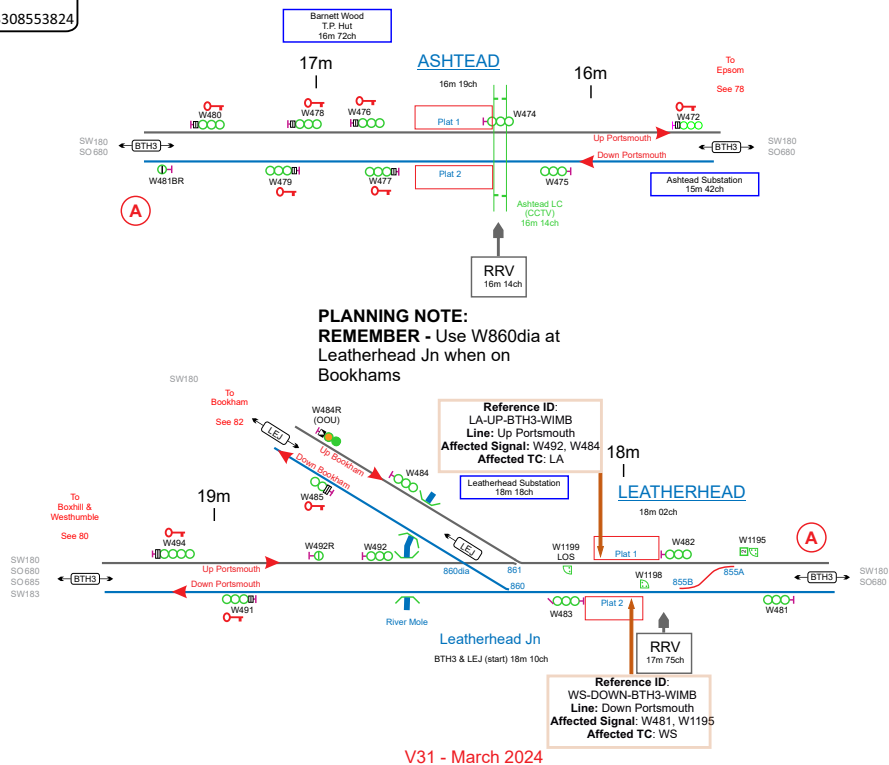 308553824
Barnett Wood
T.P. Hut
16m 72ch
17m
ASHTEAD
16m 19ch
16m
To
Epsom
See 78
W480
W478
W476
Plat 1
W474
W472
Up Portsmouth
SW180
SO680
BTH3
Down Portsmouth
BTH3
SW180
SO680
W481BR
W479
W477
Plat 2
W475
Ashtead Substation
15m 42ch
A
Ashtead LC
(CCTV)
16m 14ch
RRV
16m 14ch
PLANNING NOTE:
REMEMBER - Use W860dia at
Leatherhead Jn when on
Bookhams
SW180
To
Bookham
See 82
LEJ
W484R
(OOU)
Up Bookham
Down Bookham
W484
W485
Reference ID:
LA-UP-BTH3-WIMB
Line: Up Portsmouth
Affected Signal: W492, W484
Affected TC: LA
18m
Leatherhead Substation
18m 18ch
LEATHERHEAD
18m 02ch
To
Boxhill &
Westhumble
See 80
19m
W494
W492R
W492
LEJ
W1199
LOS
Plat 1
W482
W1195
A
SW180
SO680
SO685
SW183
BTH3
Up Portsmouth
Down Portsmouth
860dia
861
860
W1198
855B
855A
BTH3
SW180
SO680
W491
River Mole
W483
Plat 2
W481
Leatherhead Jn
BTH3 & LEJ (start) 18m 10ch
RRV
17m 75ch
Reference ID:
WS-DOWN-BTH3-WIMB
Line: Down Portsmouth
Affected Signal: W481, W1195
Affected TC: WS
V31 - March 2024